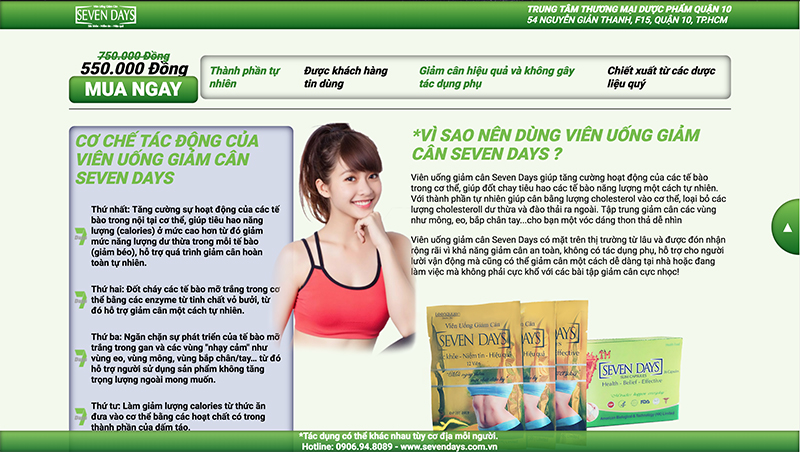 Viên uống Giảm Cân
SEVEN DAYS
TRUNG TÂM THƯƠNG MẠI DƯỢC PHẨM QUẬN 10
54 NGUYỄN GIẢN THANH, F15, QUẬN 10, TP.HCM
750.000 Đồng
550.000 Đồng
MUA NGAY
Thành phần tự
nhiên
Được khách hàng
tin dùng
Giảm cân hiệu quả và không gây
tác dụng phụ
Chiết xuất từ các dược
liệu quý
CƠ CHẾ TÁC ĐỘNG CỦA
VIÊN UỐNG GIẢM CÂN
SEVEN DAYS
Thứ nhất: Tăng cường sự hoạt động của các tế
bào trong nội tại cơ thể, giúp tiêu hao năng
lượng (calories) ở mức cao hơn từ đó giảm
mức năng lượng dư thừa trong mỗi tế bào
(giảm béo), hỗ trợ quá trình giảm cân hoàn
toàn tự nhiên.
Thứ hai: Đốt cháy các tế bào mỡ trắng trong cơ
thể bằng các enzyme từ tinh chất vỏ bưởi, từ
đó hỗ trợ giảm cân một cách tự nhiên.
Thứ ba: Ngăn chặn sự phát triển của tế bào mỡ
trắng trong gan và các vùng "nhạy cảm" như
vùng eo, vùng mông, vùng bắp chân/tay... từ đó
hỗ trợ người sử dụng sản phẩm không tăng
trọng lượng ngoài mong muốn.
Thứ tư: Làm giảm lượng calories từ thức ăn
đưa vào cơ thể bằng các hoạt chất có trong
thành phần của dấm táo.
*VÌ SAO NÊN DÙNG VIÊN UỐNG GIẢM
CÂN SEVEN DAYS ?
Viên uống giảm cân Seven Days giúp tăng cường hoạt động của các tế bào
trong cơ thể, giúp đốt chay tiêu hao các tế bào năng lượng một cách tự nhiên.
Với thành phần tự nhiên giúp cân bằng lượng cholesterol vào cơ thể, loại bỏ các
lượng cholesteroll dư thừa và đào thải ra ngoài. Tập trung giảm cân các vùng
như mông, eo, bắp chân tay...cho bạn một vóc dáng thon thả dễ nhìn
Viên uống giảm cân Seven Days có mặt trên thị trường từ lâu và được đón nhận
rộng rãi vì khả năng giảm cân an toàn, không có tác dụng phụ, hỗ trợ cho người
lười vận động mà cũng có thể giảm cân một cách dễ dàng tại nhà hoặc đang
làm việc mà không phải cực khổ với các bài tập giảm cân cực nhọc!
Viên Uống Giảm Cân
SEVEN DAYS
SEVEN DAYS
Health - Belief - Effective
*Tác dụng có thể khác nhau tùy cơ địa mỗi người.
Hotline: 0906.94.8089 - www.sevendays.com.vn